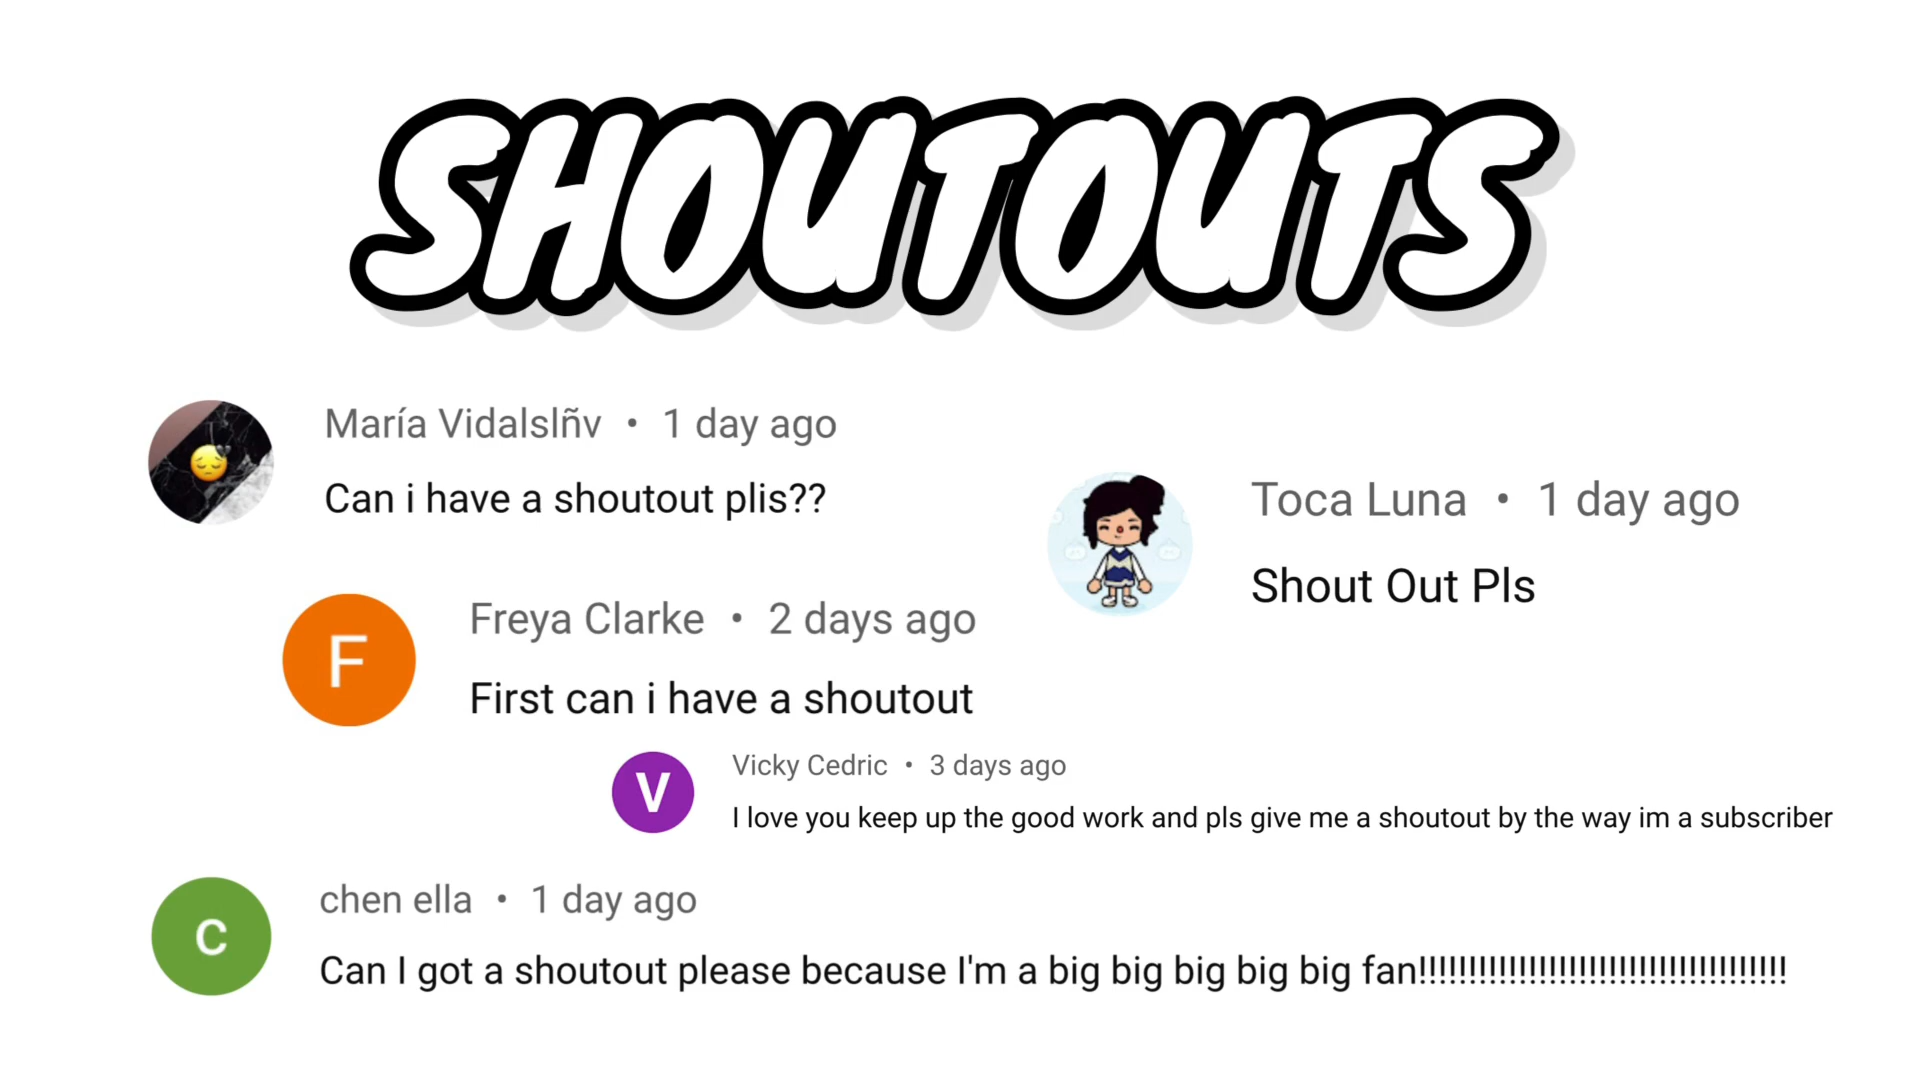 SHOUTOUTS
María Vidalslñv • 1 day ago
Can i have a shoutout plis??
Toca Luna • 1 day ago
Shout Out Pls
F
Freya Clarke • 2 days ago
First can i have a shoutout
V
Vicky Cedric • 3 days ago
I love you keep up the good work and pls give me a shoutout by the way im a subscriber
c
chen ella • 1 day ago
Can I got a shoutout please because I'm a big big big big big fan!!!!!!!!!!!!!!!!!!!!!!!!!!!!!!!!!!!!!